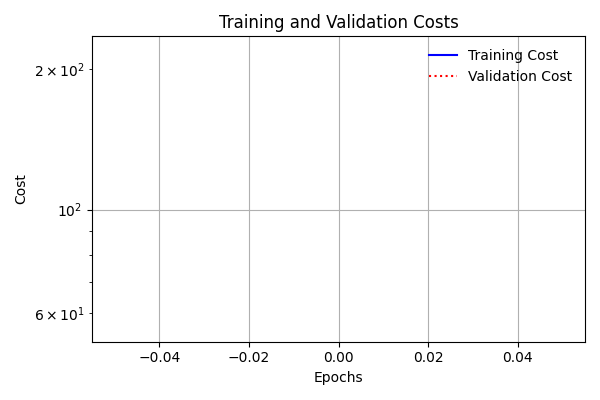 Training and Validation Costs
Training Cost
Validation Cost
2 × 10²
10²
6 × 10¹
Cost
−0.04 −0.02 0.00 0.02 0.04
Epochs